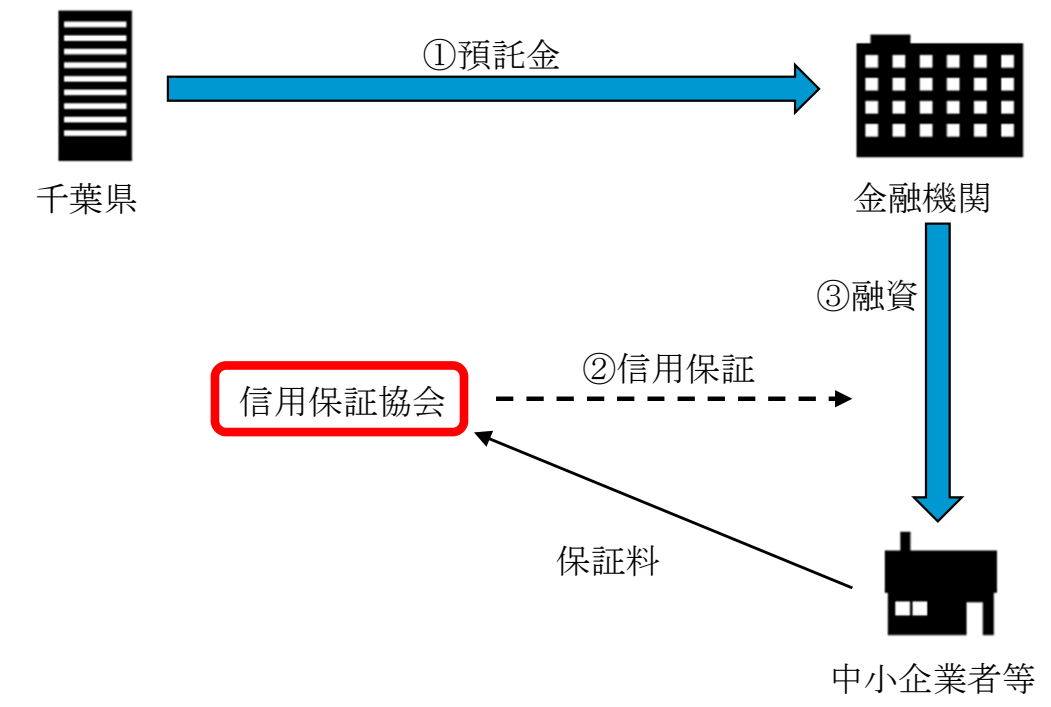 ①預託金
千葉県
金融機関
③融資
②信用保証
信用保証協会
保証料
中小企業者等